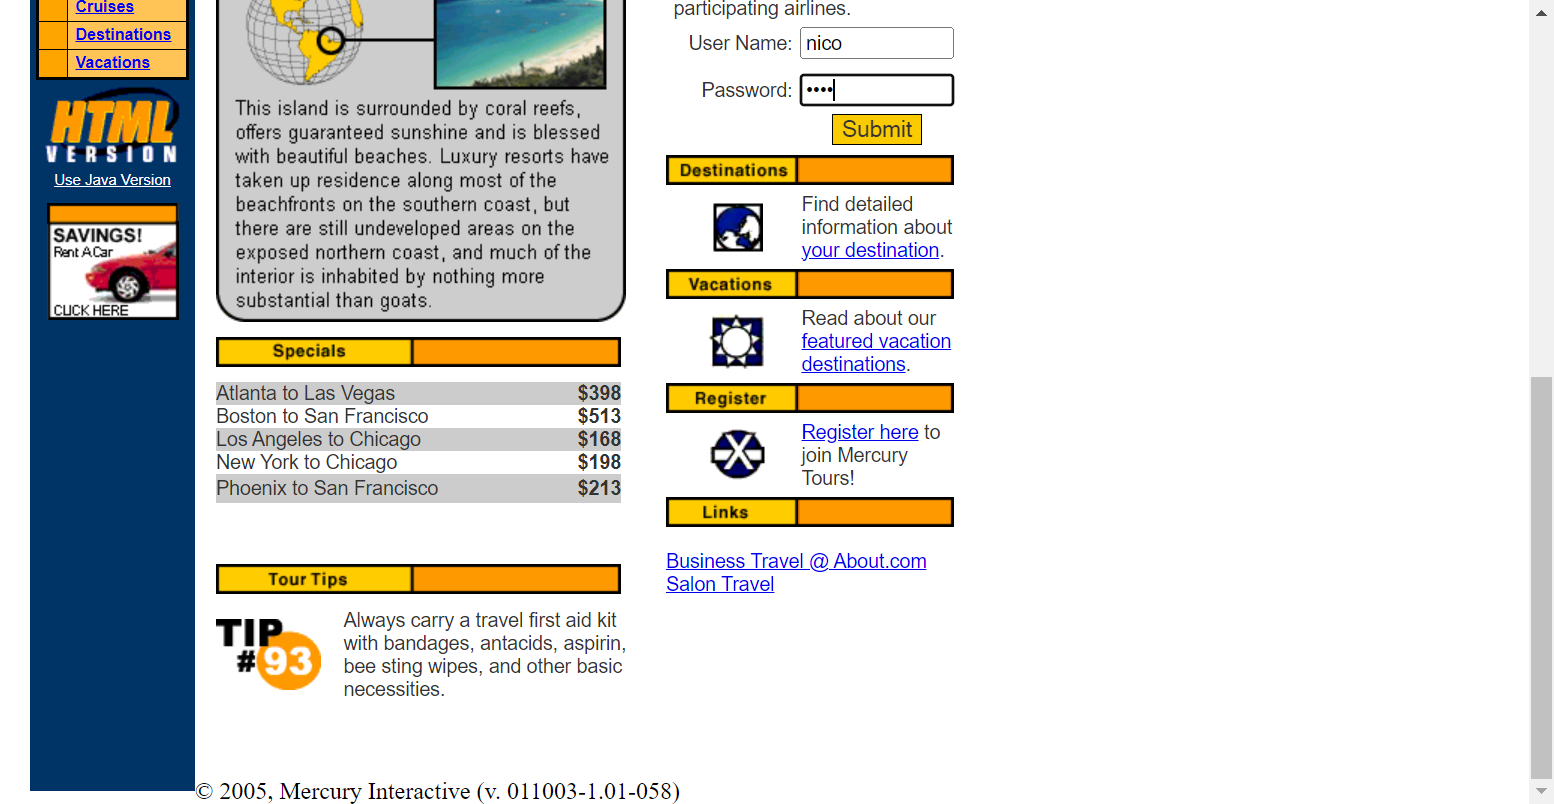 Cruises
Destinations
Vacations
HTML
VERSION
Use Java Version
SAVINGS!
Rent A Car
CLICK HERE
This island is surrounded by coral reefs,
offers guaranteed sunshine and is blessed
with beautiful beaches. Luxury resorts have
taken up residence along most of the
beachfronts on the southern coast, but
there are still undeveloped areas on the
exposed northern coast, and much of the
interior is inhabited by nothing more
substantial than goats.
Specials
Atlanta to Las Vegas $398
Boston to San Francisco $513
Los Angeles to Chicago $168
New York to Chicago $198
Phoenix to San Francisco $213
Tour Tips
TIP
#93
Always carry a travel first aid kit
with bandages, antacids, aspirin,
bee sting wipes, and other basic
necessities.
participating airlines.
User Name: nico
Password: ••••
Submit
Destinations
Find detailed
information about
your destination.
Vacations
Read about our
featured vacation
destinations.
Register
Register here to
join Mercury
Tours!
Links
Business Travel @ About.com
Salon Travel
© 2005, Mercury Interactive (v. 011003-1.01-058)